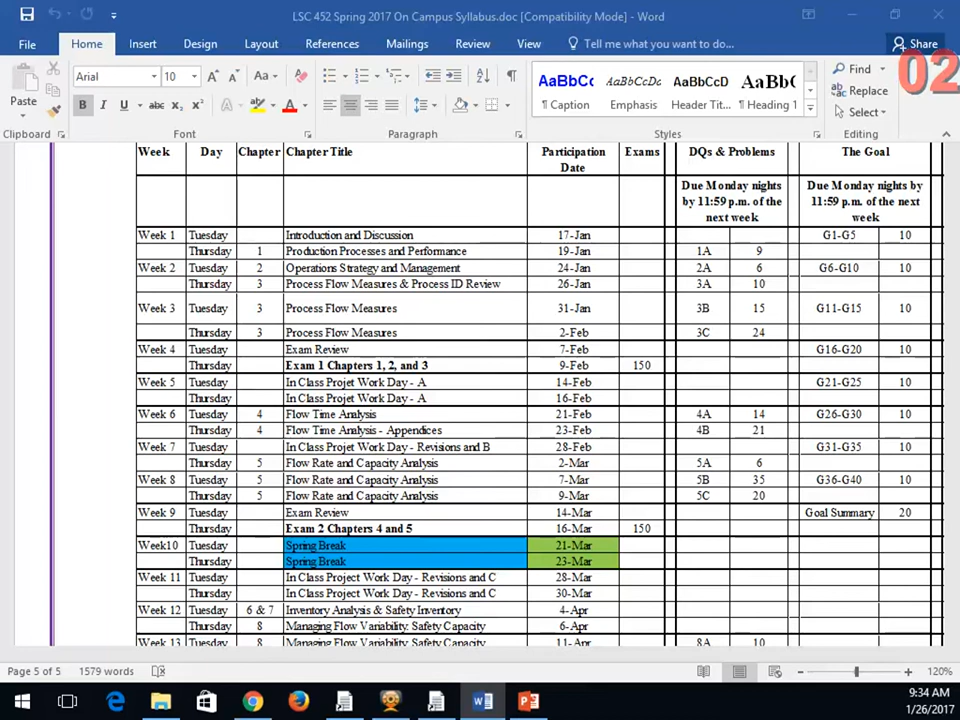 LSC 452 Spring 2017 On Campus Syllabus.doc [Compatibility Mode] - Word
File Home Insert Design Layout References Mailings Review View Tell me what you want to do... Share
02
Paste
Arial 10 Aa
B I U abc x₂ x² A A
Clipboard Font Paragraph Styles Editing
AaBbCc AaBbCcDc AaBbCcD AaBb(
¶ Caption Emphasis Header Tit... ¶ Heading 1
Find
Replace
Select
Week Day Chapter Chapter Title Participation Date Exams DQs & Problems The Goal
Due Monday nights by 11:59 p.m. of the next week Due Monday nights by 11:59 p.m. of the next week
Week 1 Tuesday Introduction and Discussion 17-Jan G1-G5 10
Thursday 1 Production Processes and Performance 19-Jan 1A 9
Week 2 Tuesday 2 Operations Strategy and Management 24-Jan 2A 6 G6-G10 10
Thursday 3 Process Flow Measures & Process ID Review 26-Jan 3A 10
Week 3 Tuesday 3 Process Flow Measures 31-Jan 3B 15 G11-G15 10
Thursday 3 Process Flow Measures 2-Feb 3C 24
Week 4 Tuesday Exam Review 7-Feb G16-G20 10
Thursday Exam 1 Chapters 1, 2, and 3 9-Feb 150
Week 5 Tuesday In Class Projet Work Day - A 14-Feb G21-G25 10
Thursday In Class Projet Work Day - A 16-Feb
Week 6 Tuesday 4 Flow Time Analysis 21-Feb 4A 14 G26-G30 10
Thursday 4 Flow Time Analysis - Appendices 23-Feb 4B 21
Week 7 Tuesday In Class Projet Work Day - Revisions and B 28-Feb G31-G35 10
Thursday 5 Flow Rate and Capacity Analysis 2-Mar 5A 6
Week 8 Tuesday 5 Flow Rate and Capacity Analysis 7-Mar 5B 35 G36-G40 10
Thursday 5 Flow Rate and Capacity Analysis 9-Mar 5C 20
Week 9 Tuesday Exam Review 14-Mar Goal Summary 20
Thursday Exam 2 Chapters 4 and 5 16-Mar 150
Week10 Tuesday Spring Break 21-Mar
Thursday Spring Break 23-Mar
Week 11 Tuesday In Class Project Work Day - Revisions and C 28-Mar
Thursday In Class Project Work Day - Revisions and C 30-Mar
Week 12 Tuesday 6 & 7 Inventory Analysis & Safety Inventory 4-Apr
Thursday 8 Managing Flow Variability: Safety Capacity 6-Apr
Week 13 Tuesday 8 Managing Flow Variability: Safety Capacity 11-Apr 8A 10
Page 5 of 5 1579 words 120%
9:34 AM
1/26/2017